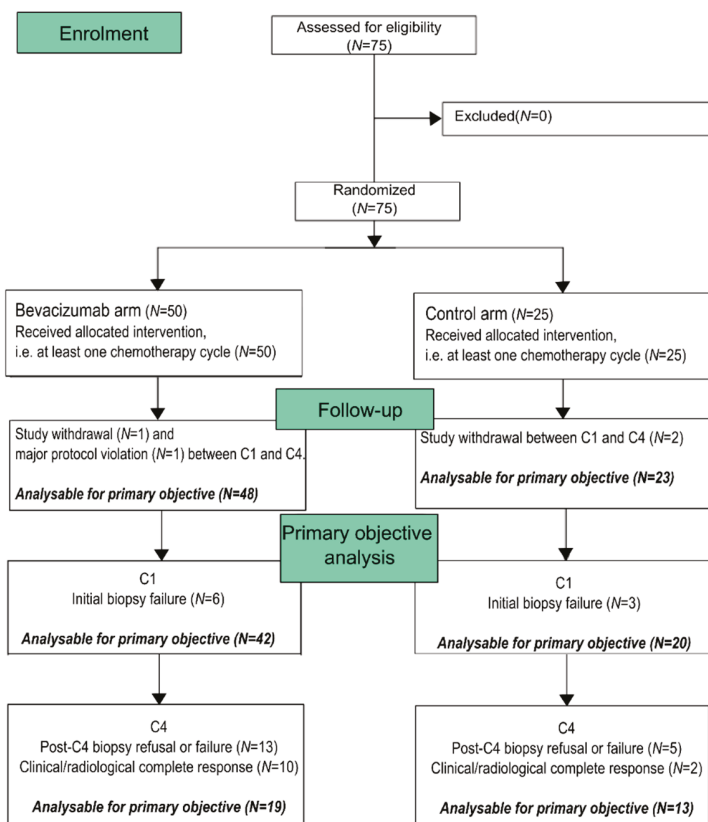 Enrolment
Assessed for eligibility
(N=75)
Excluded(N=0)
Randomized
(N=75)
Bevacizumab arm (N=50)
Received allocated intervention,
i.e. at least one chemotherapy cycle (N=50)
Control arm (N=25)
Received allocated intervention,
i.e. at least one chemotherapy cycle (N=25)
Follow-up
Study withdrawal (N=1) and
major protocol violation (N=1) between C1 and C4.
Analysable for primary objective (N=48)
Study withdrawal between C1 and C4 (N=2)
Analysable for primary objective (N=23)
Primary objective
analysis
C1
Initial biopsy failure (N=6)
Analysable for primary objective (N=42)
C1
Initial biopsy failure (N=3)
Analysable for primary objective (N=20)
C4
Post-C4 biopsy refusal or failure (N=13)
Clinical/radiological complete response (N=10)
Analysable for primary objective (N=19)
C4
Post-C4 biopsy refusal or failure (N=5)
Clinical/radiological complete response (N=2)
Analysable for primary objective (N=13)